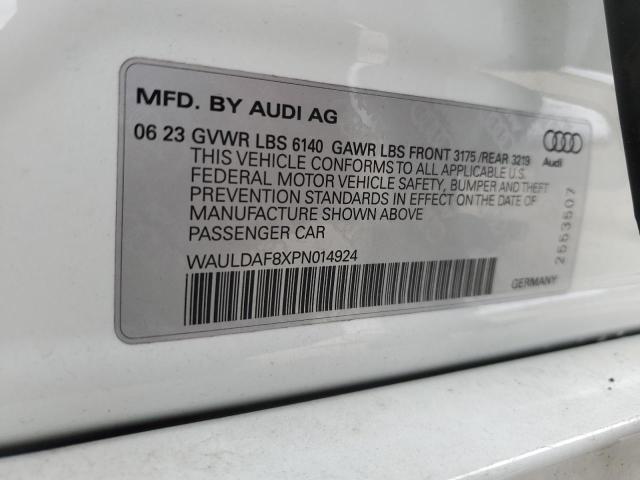 MFD. BY AUDI AG
06 23 GVWR LBS 6140 GAWR LBS FRONT 3175 /REAR 3219
THIS VEHICLE CONFORMS TO ALL APPLICABLE U.S.
FEDERAL MOTOR VEHICLE SAFETY, BUMPER AND THEFT
PREVENTION STANDARDS IN EFFECT ON THE DATE OF
MANUFACTURE SHOWN ABOVE
PASSENGER CAR
WAULDAF8XPN014924
Audi
2553507
GERMANY